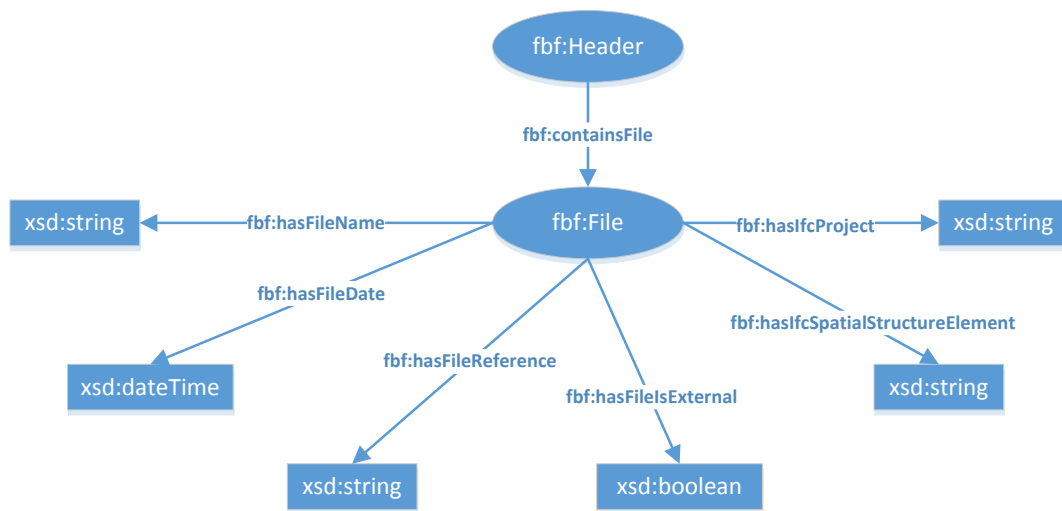 fbf:Header
fbf:containsFile
xsd:string
fbf:hasFileName
fbf:File
fbf:hasIfcProject
xsd:string
fbf:hasFileDate
fbf:hasIfcSpatialStructureElement
fbf:hasFileReference
xsd:dateTime
xsd:string
fbf:hasFileIsExternal
xsd:string
xsd:boolean